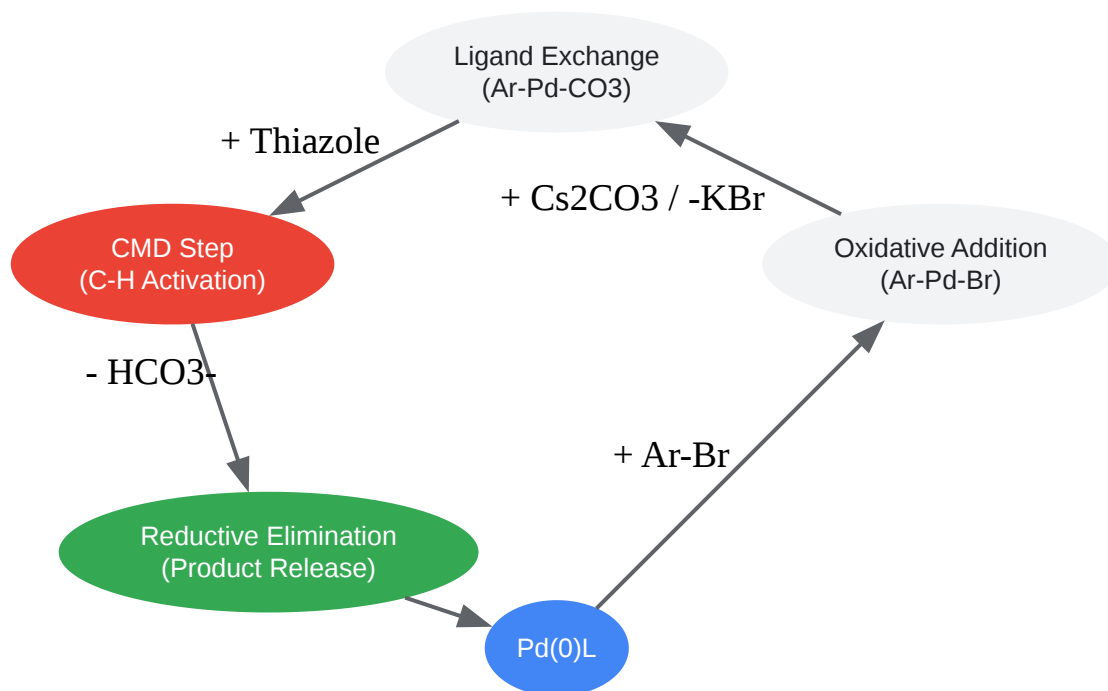 Ligand Exchange
(Ar-Pd-CO3)
+ Thiazole
+ Cs2CO3 / -KBr
CMD Step
(C-H Activation)
Oxidative Addition
(Ar-Pd-Br)
- HCO3-
+ Ar-Br
Reductive Elimination
(Product Release)
Pd(0)L